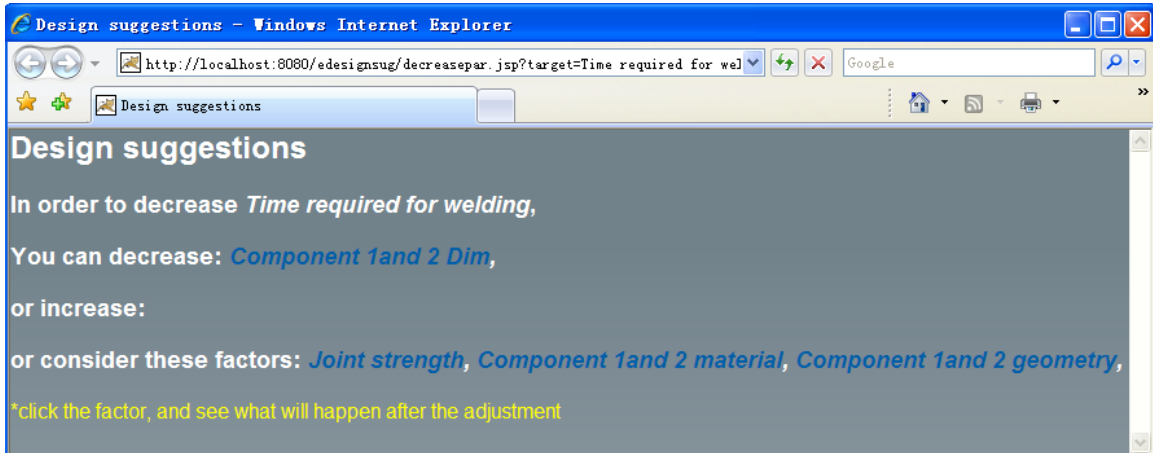 Design suggestions - Windows Internet Explorer
http://localhost:8080/edesignsug/decreasepar.jsp?target=Time required for wel
Google
Design suggestions
»
Design suggestions
In order to decrease Time required for welding,
You can decrease: Component 1and 2 Dim,
or increase:
or consider these factors: Joint strength, Component 1and 2 material, Component 1and 2 geometry,
*click the factor, and see what will happen after the adjustment